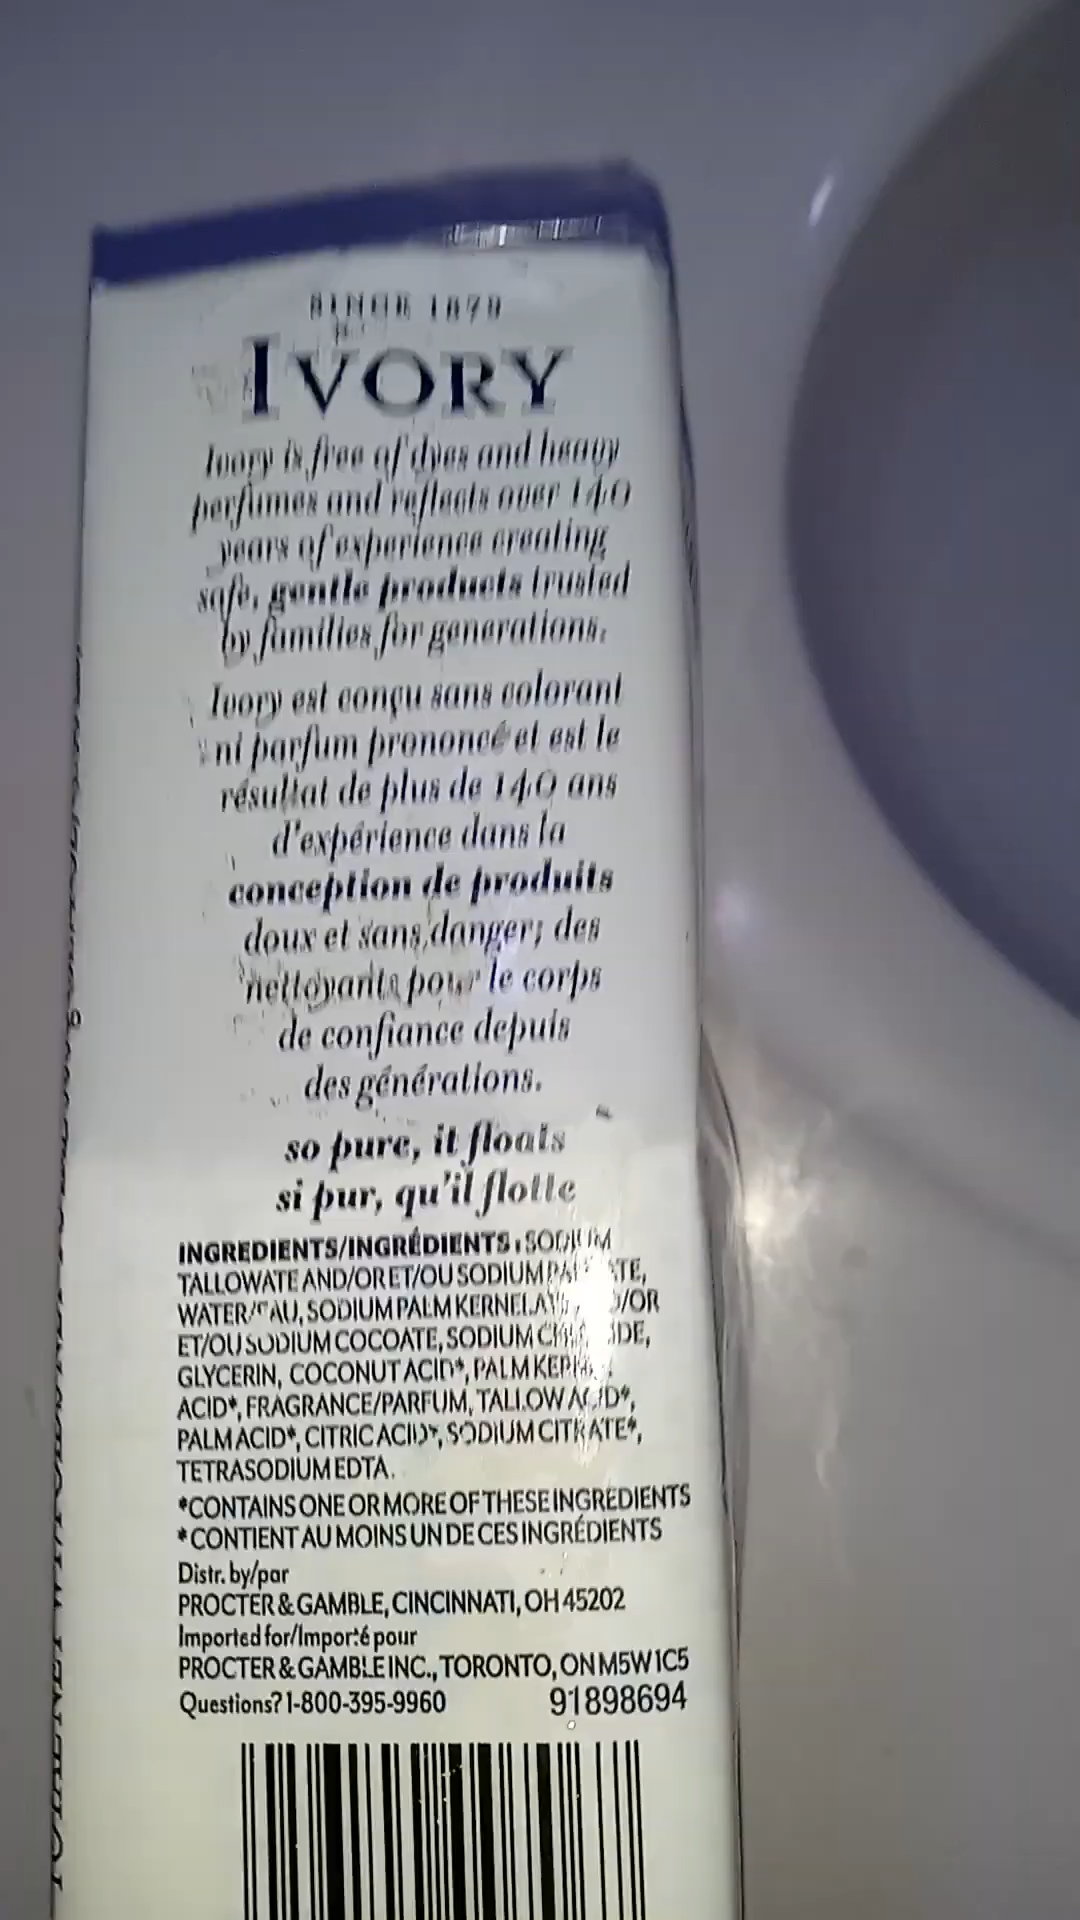 SINCE 1879
IVORY
Ivory is free of dyes and heavy
perfumes and reflects over 140
years of experience creating
safe, gentle products trusted
by families for generations.
Ivory est conçu sans colorant
ni parfum prononcé et est le
résultat de plus de 140 ans
d'expérience dans la
conception de produits
doux et sans danger; des
nettoyants pour le corps
de confiance depuis
des générations.
so pure, it floats
si pur, qu'il flotte
INGREDIENTS/INGRÉDIENTS: SODIUM
TALLOWATE AND/OR ET/OU SODIUM PALMATE,
WATER/EAU, SODIUM PALM KERNELATE AND/OR
ET/OU SODIUM COCOATE, SODIUM CHLORIDE,
GLYCERIN, COCONUT ACID*, PALM KERNEL
ACID*, FRAGRANCE/PARFUM, TALLOW ACID*,
PALM ACID*, CITRIC ACID*, SODIUM CITRATE*,
TETRASODIUM EDTA.
*CONTAINS ONE OR MORE OF THESE INGREDIENTS
*CONTIENT AU MOINS UN DE CES INGRÉDIENTS
Distr. by/par
PROCTER & GAMBLE, CINCINNATI, OH 45202
Imported for/Importé pour
PROCTER & GAMBLE INC., TORONTO, ON M5W 1C5
Questions? 1-800-395-9960 91898694